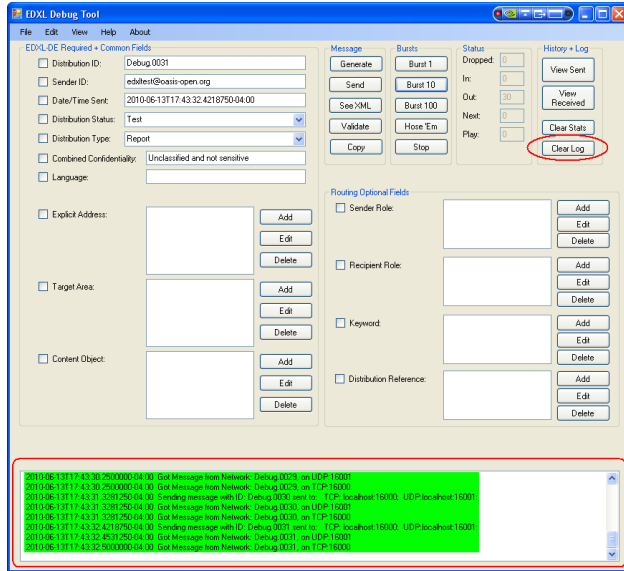 EDXL Debug Tool
File Edit View Help About
EDXL-DE Required + Common Fields
Distribution ID: Debug.0031
Sender ID: edxltest@oasis-open.org
Date/Time Sent: 2010-06-13T17:43:32.4218750-04:00
Distribution Status: Test
Distribution Type: Report
Combined Confidentiality: Unclassified and not sensitive
Language:
Explicit Address:
Add
Edit
Delete
Target Area:
Add
Edit
Delete
Content Object:
Add
Edit
Delete
Message
Generate
Send
See XML
Validate
Copy
Bursts
Burst 1
Burst 10
Burst 100
Hose 'Em
Stop
Status
Dropped: 0
In: 0
Out: 30
Next: 0
Play: 0
History + Log
View Sent
View
Received
Clear Stats
Clear Log
Routing Optional Fields
Sender Role:
Add
Edit
Delete
Recipient Role:
Add
Edit
Delete
Keyword:
Add
Edit
Delete
Distribution Reference:
Add
Edit
Delete
2010-06-13T17:43:30.2500000-04:00 Got Message from Network: Debug.0029, on UDP:16001
2010-06-13T17:43:30.2500000-04:00 Got Message from Network: Debug.0029, on TCP:16000
2010-06-13T17:43:31.3281250-04:00 Sending message with ID: Debug.0030 sent to: TCP: localhost:16000: UDP:localhost:16001:
2010-06-13T17:43:31.3281250-04:00 Got Message from Network: Debug.0030, on UDP:16001
2010-06-13T17:43:31.3281250-04:00 Got Message from Network: Debug.0030, on TCP:16000
2010-06-13T17:43:32.4218750-04:00 Sending message with ID: Debug.0031 sent to: TCP: localhost:16000: UDP:localhost:16001:
2010-06-13T17:43:32.4531250-04:00 Got Message from Network: Debug.0031, on UDP:16001
2010-06-13T17:43:32.5000000-04:00 Got Message from Network: Debug.0031, on TCP:16000